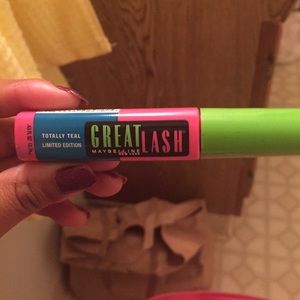 TOTALLY TEAL
LIMITED EDITION
GREAT LASH
MAYBELLINE